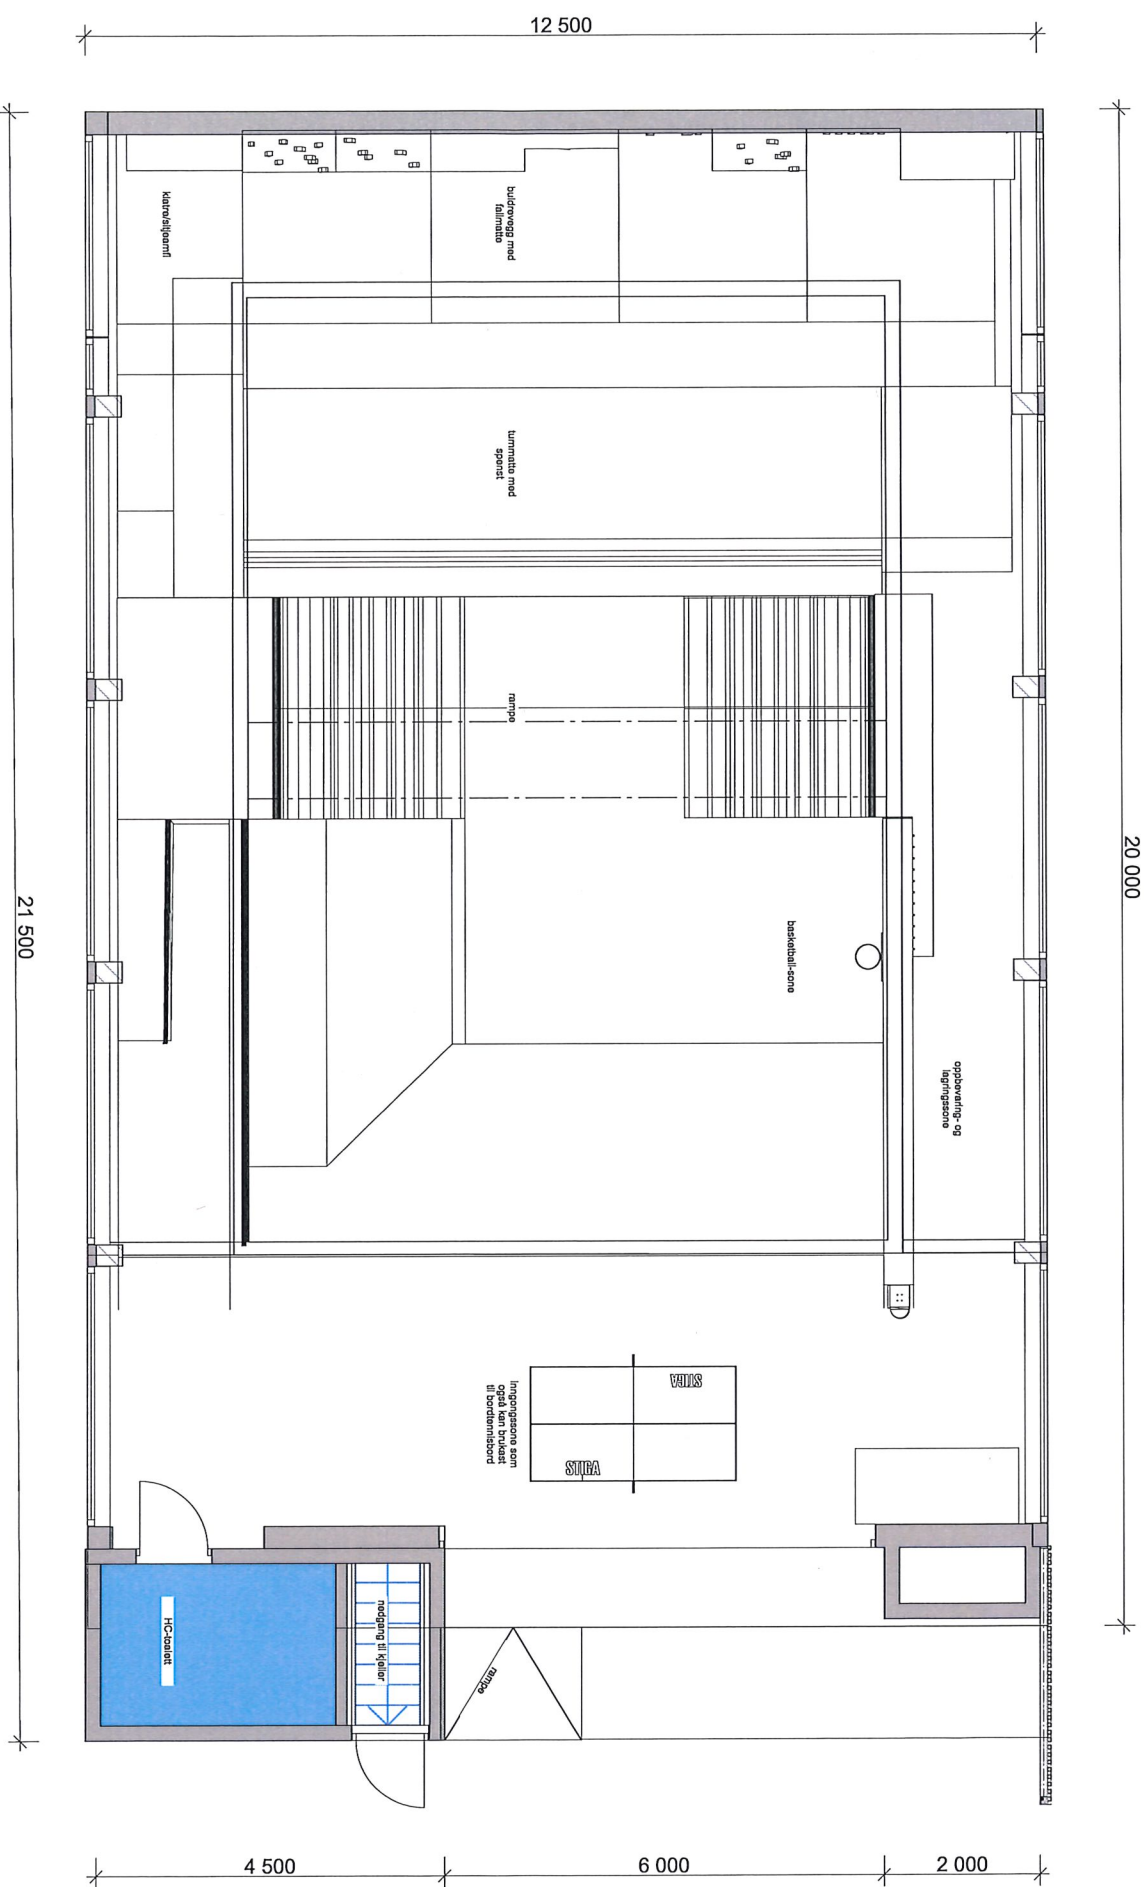 12 500
klatre/sitjeamfi
buldrevegg med
fallmatte
turnmatte med
spenst
rampe
basketball-sone
oppbevaring- og
lagringssone
20 000
21 500
inngangssone som
også kan brukast
til bordtennisbord
STIGA
STIGA
HC-toalett
nedgang til kjellar
rampe
4 500
6 000
2 000